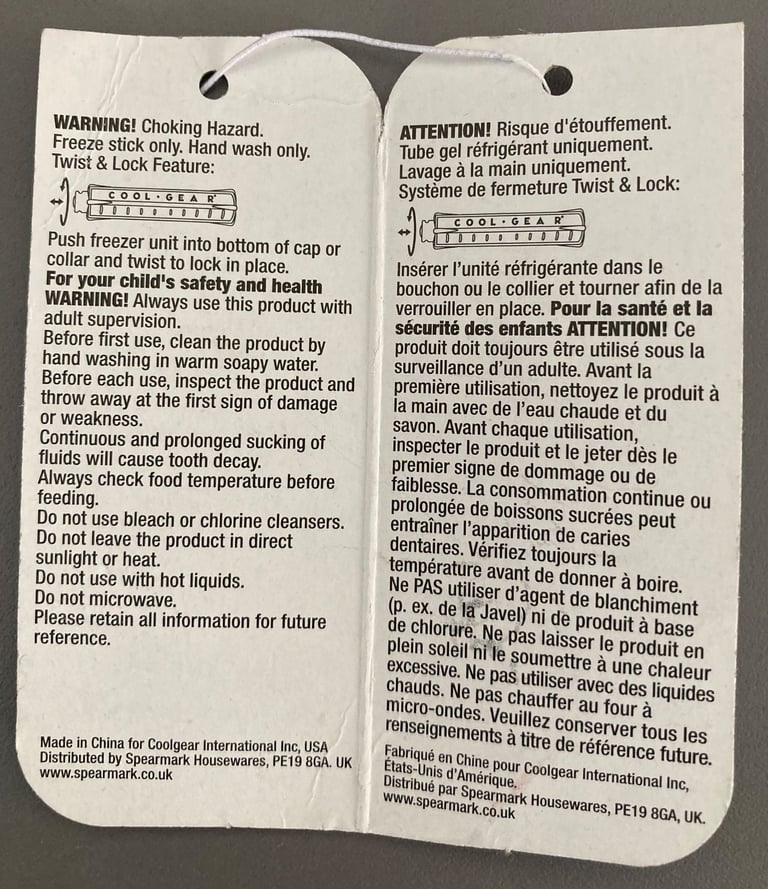 WARNING! Choking Hazard.
Freeze stick only. Hand wash only.
Twist & Lock Feature:
COOL·GEAR
Push freezer unit into bottom of cap or
collar and twist to lock in place.
For your child's safety and health
WARNING! Always use this product with
adult supervision.
Before first use, clean the product by
hand washing in warm soapy water.
Before each use, inspect the product and
throw away at the first sign of damage
or weakness.
Continuous and prolonged sucking of
fluids will cause tooth decay.
Always check food temperature before
feeding.
Do not use bleach or chlorine cleansers.
Do not leave the product in direct
sunlight or heat.
Do not use with hot liquids.
Do not microwave.
Please retain all information for future
reference.
Made in China for Coolgear International Inc, USA
Distributed by Spearmark Housewares, PE19 8GA. UK
www.spearmark.co.uk
ATTENTION! Risque d'étouffement.
Tube gel réfrigérant uniquement.
Lavage à la main uniquement.
Système de fermeture Twist & Lock:
COOL·GEAR
Insérer l'unité réfrigérante dans le
bouchon ou le collier et tourner afin de la
verrouiller en place. Pour la santé et la
sécurité des enfants ATTENTION! Ce
produit doit toujours être utilisé sous la
surveillance d'un adulte. Avant la
première utilisation, nettoyez le produit à
la main avec de l'eau chaude et du
savon. Avant chaque utilisation,
inspecter le produit et le jeter dès le
premier signe de dommage ou de
faiblesse. La consommation continue ou
prolongée de boissons sucrées peut
entraîner l'apparition de caries
dentaires. Vérifiez toujours la
température avant de donner à boire.
Ne PAS utiliser d'agent de blanchiment
(p. ex. de la Javel) ni de produit à base
de chlorure. Ne pas laisser le produit en
plein soleil ni le soumettre à une chaleur
excessive. Ne pas utiliser avec des liquides
chauds. Ne pas chauffer au four à
micro-ondes. Veuillez conserver tous les
renseignements à titre de référence future.
Fabriqué en Chine pour Coolgear International Inc,
États-Unis d'Amérique.
Distribué par Spearmark Housewares, PE19 8GA, UK.
www.spearmark.co.uk